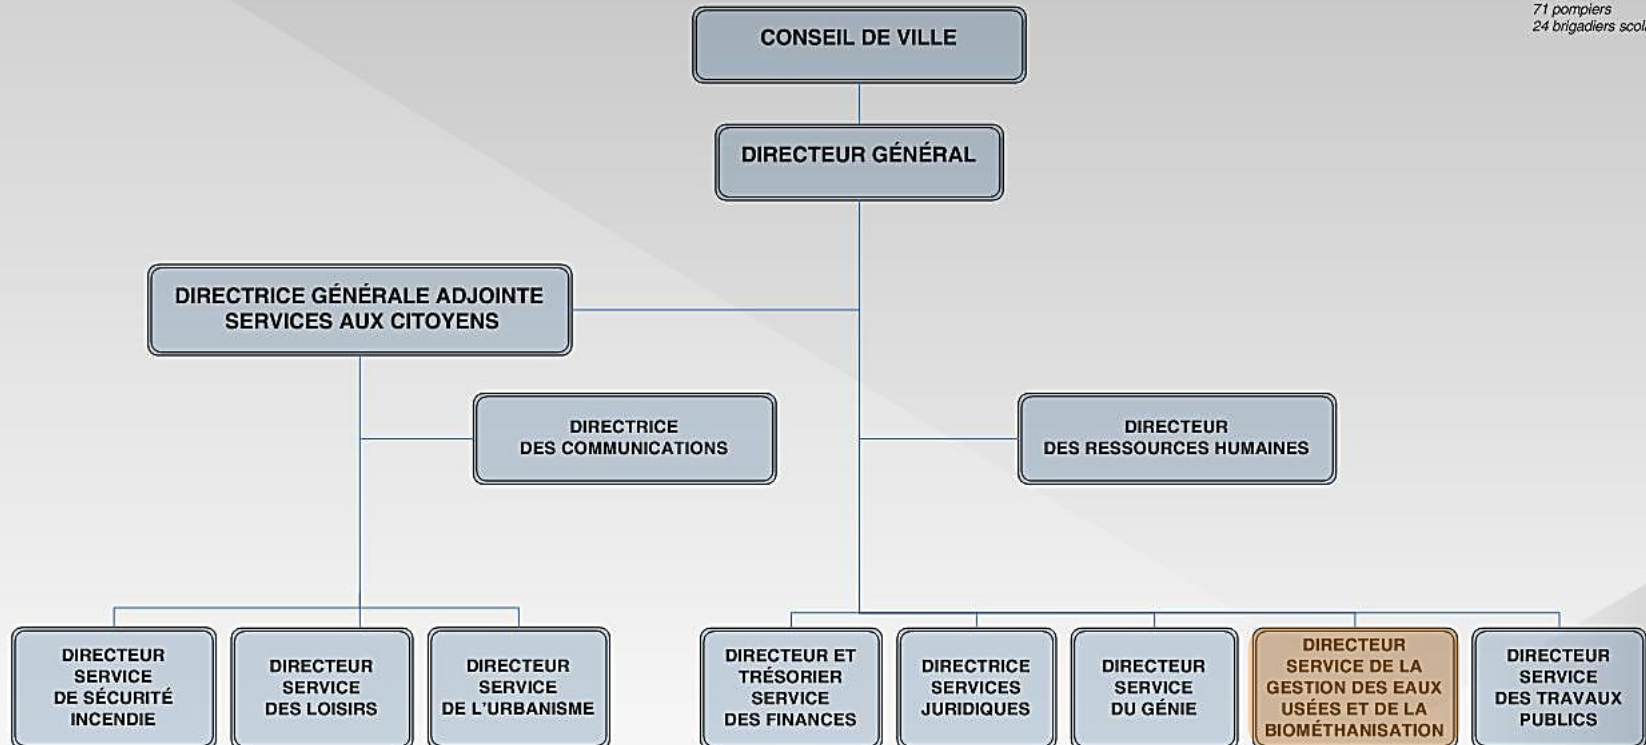 71 pompiers
24 brigadiers
CONSEIL DE VILLE
DIRECTEUR GÉNÉRAL
DIRECTRICE GÉNÉRALE ADJOINTE
SERVICES AUX CITOYENS
DIRECTRICE
DES COMMUNICATIONS
DIRECTEUR
DES RESSOURCES HUMAINES
DIRECTEUR
SERVICE
DE SÉCURITÉ
INCENDIE
DIRECTEUR
SERVICE
DES LOISIRS
DIRECTEUR
SERVICE
DE L'URBANISME
DIRECTEUR ET
TRÉSORIER
SERVICE
DES FINANCES
DIRECTRICE
SERVICES
JURIDIQUES
DIRECTEUR
SERVICE
DU GÉNIE
DIRECTEUR
SERVICE DE LA
GESTION DES EAUX
USÉES ET DE LA
BIOMÉTHANISATION
DIRECTEUR
SERVICE
DES TRAVAUX
PUBLICS